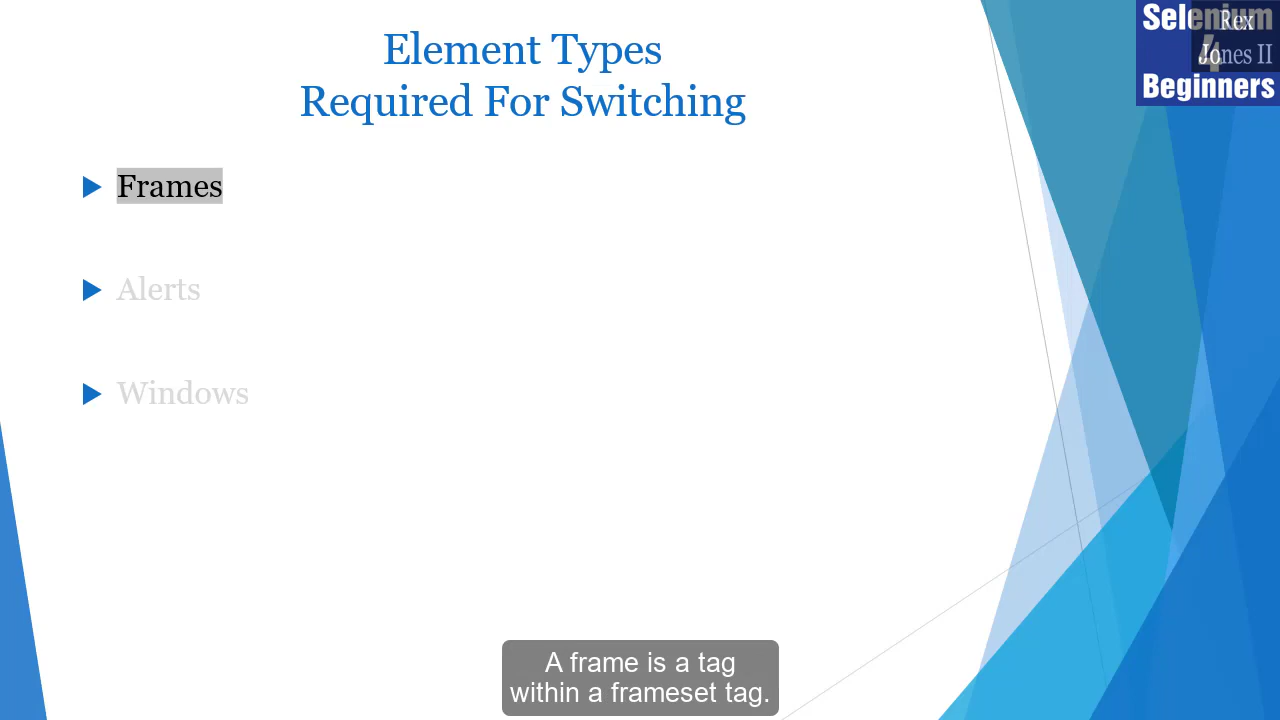 Element Types
Required For Switching
Frames
Alerts
Windows
Selenium
4
Beginners
Rex
Jones II
A frame is a tag
within a frameset tag.